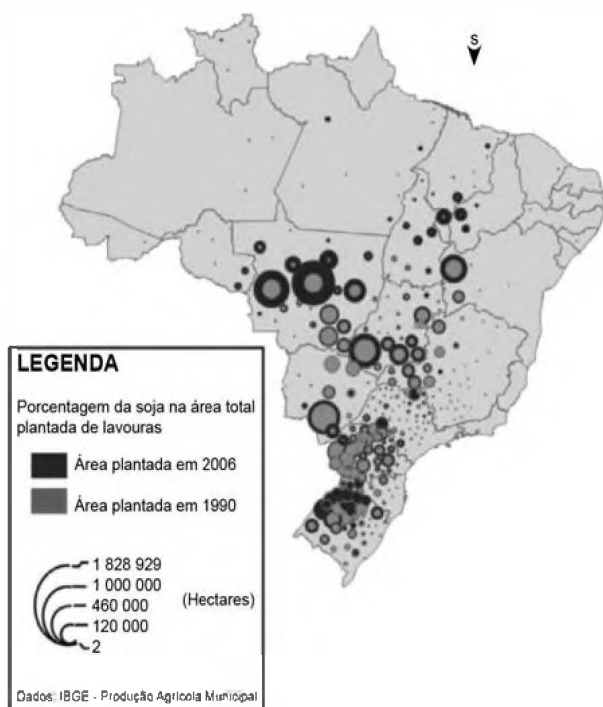 S
LEGENDA
Porcentagem da soja na área total
plantada de lavouras
Área plantada em 2006
Área plantada em 1990
1 828 929
1 000 000
460 000
(Hectares)
120 000
2
Dados: IBGE - Produção Agrícola Municipal